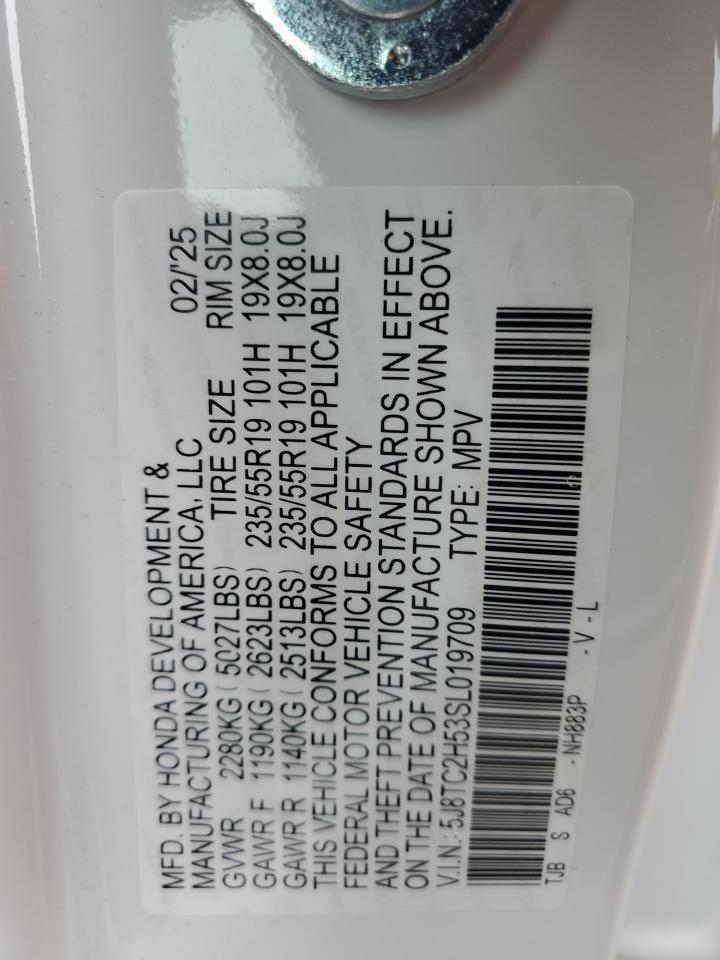 MFD. BY HONDA DEVELOPMENT &
MANUFACTURING OF AMERICA, LLC 02/'25
GVWR 2280KG ( 5027LBS) TIRE SIZE RIM SIZE
GAWR F 1190KG ( 2623LBS) 235/55R19 101H 19X8.0J
GAWR R 1140KG ( 2513LBS) 235/55R19 101H 19X8.0J
THIS VEHICLE CONFORMS TO ALL APPLICABLE
FEDERAL MOTOR VEHICLE SAFETY
AND THEFT PREVENTION STANDARDS IN EFFECT
ON THE DATE OF MANUFACTURE SHOWN ABOVE.
V.I.N.: 5J8TC2H53SL019709 TYPE: MPV
TJB S AD6 -NH883P -V-L